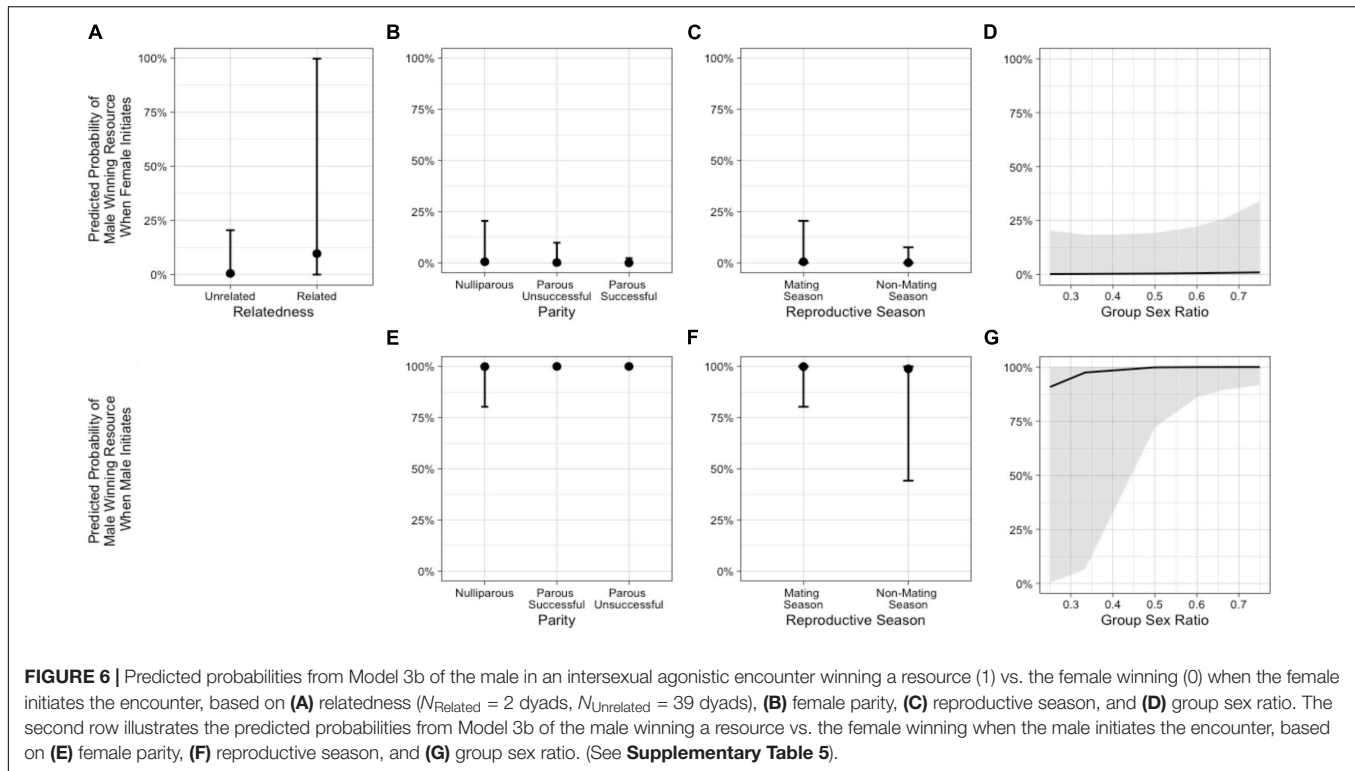 A
Predicted Probability of
Male Winning Resource
When Female Initiates
100%
75%
50%
25%
0%
Unrelated Related
Relatedness
B
100%
75%
50%
25%
0%
Nulliparous Parous Parous
Unsuccessful Successful
Parity
C
100%
75%
50%
25%
0%
Mating Non-Mating
Season Season
Reproductive Season
D
100%
75%
50%
25%
0%
0.3 0.4 0.5 0.6 0.7
Group Sex Ratio
Predicted Probability of
Male Winning Resource
When Male Initiates
E
100%
75%
50%
25%
0%
Nulliparous Parous Parous
Successful Unsuccessful
Parity
F
100%
75%
50%
25%
0%
Mating Non-Mating
Season Season
Reproductive Season
G
100%
75%
50%
25%
0%
0.3 0.4 0.5 0.6 0.7
Group Sex Ratio
FIGURE 6 | Predicted probabilities from Model 3b of the male in an intersexual agonistic encounter winning a resource (1) vs. the female winning (0) when the female
initiates the encounter, based on (A) relatedness (NRelated = 2 dyads, NUnrelated = 39 dyads), (B) female parity, (C) reproductive season, and (D) group sex ratio. The
second row illustrates the predicted probabilities from Model 3b of the male winning a resource vs. the female winning when the male initiates the encounter, based
on (E) female parity, (F) reproductive season, and (G) group sex ratio. (See Supplementary Table 5).